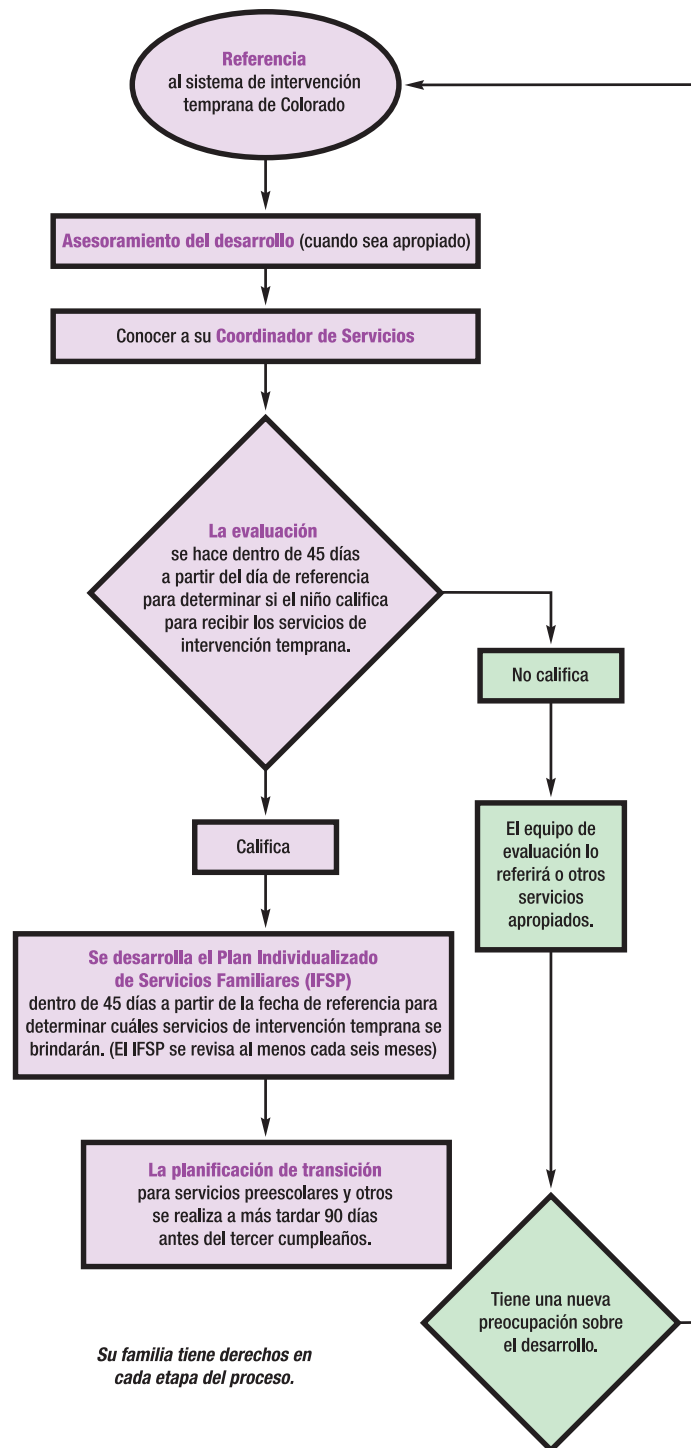 Referencia
al sistema de intervención
temprana de Colorado
Asesoramiento del desarrollo (cuando sea apropiado)
Conocer a su Coordinador de Servicios
La evaluación
se hace dentro de 45 días
a partir del día de referencia
para determinar si el niño califica
para recibir los servicios de
intervención temprana.
No califica
Califica
El equipo de
evaluación lo
referirá o otros
servicios
apropiados.
Se desarrolla el Plan Individualizado
de Servicios Familiares (IFSP)
dentro de 45 días a partir de la fecha de referencia para
determinar cuáles servicios de intervención temprana se
brindarán. (El IFSP se revisa al menos cada seis meses)
La planificación de transición
para servicios preescolares y otros
se realiza a más tardar 90 días
antes del tercer cumpleaños.
Tiene una nueva
preocupación sobre
el desarrollo.
Su familia tiene derechos en
cada etapa del proceso.